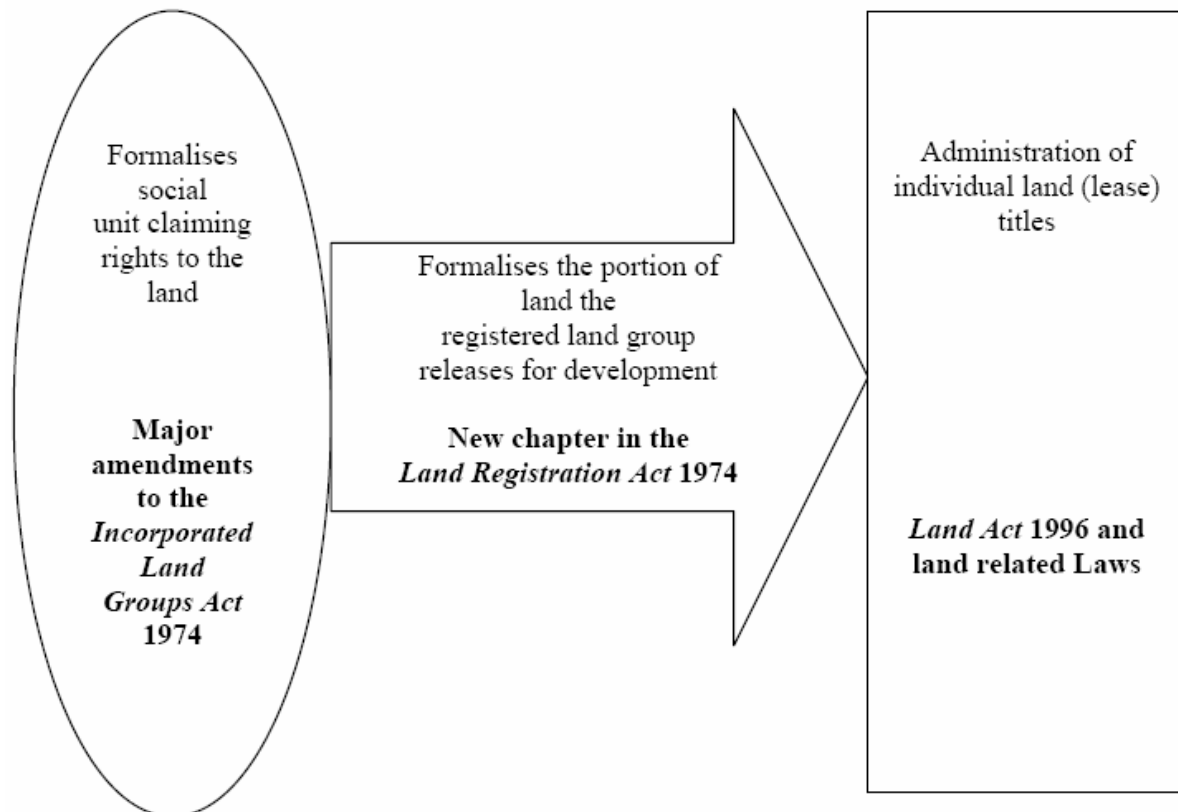 Formalises
social
unit claiming
rights to the
land
Major
amendments
to the
Incorporated
Land
Groups Act
1974
Formalises the portion of
land the
registered land group
releases for development
New chapter in the
Land Registration Act 1974
Administration of
individual land (lease)
titles
Land Act 1996 and
land related Laws